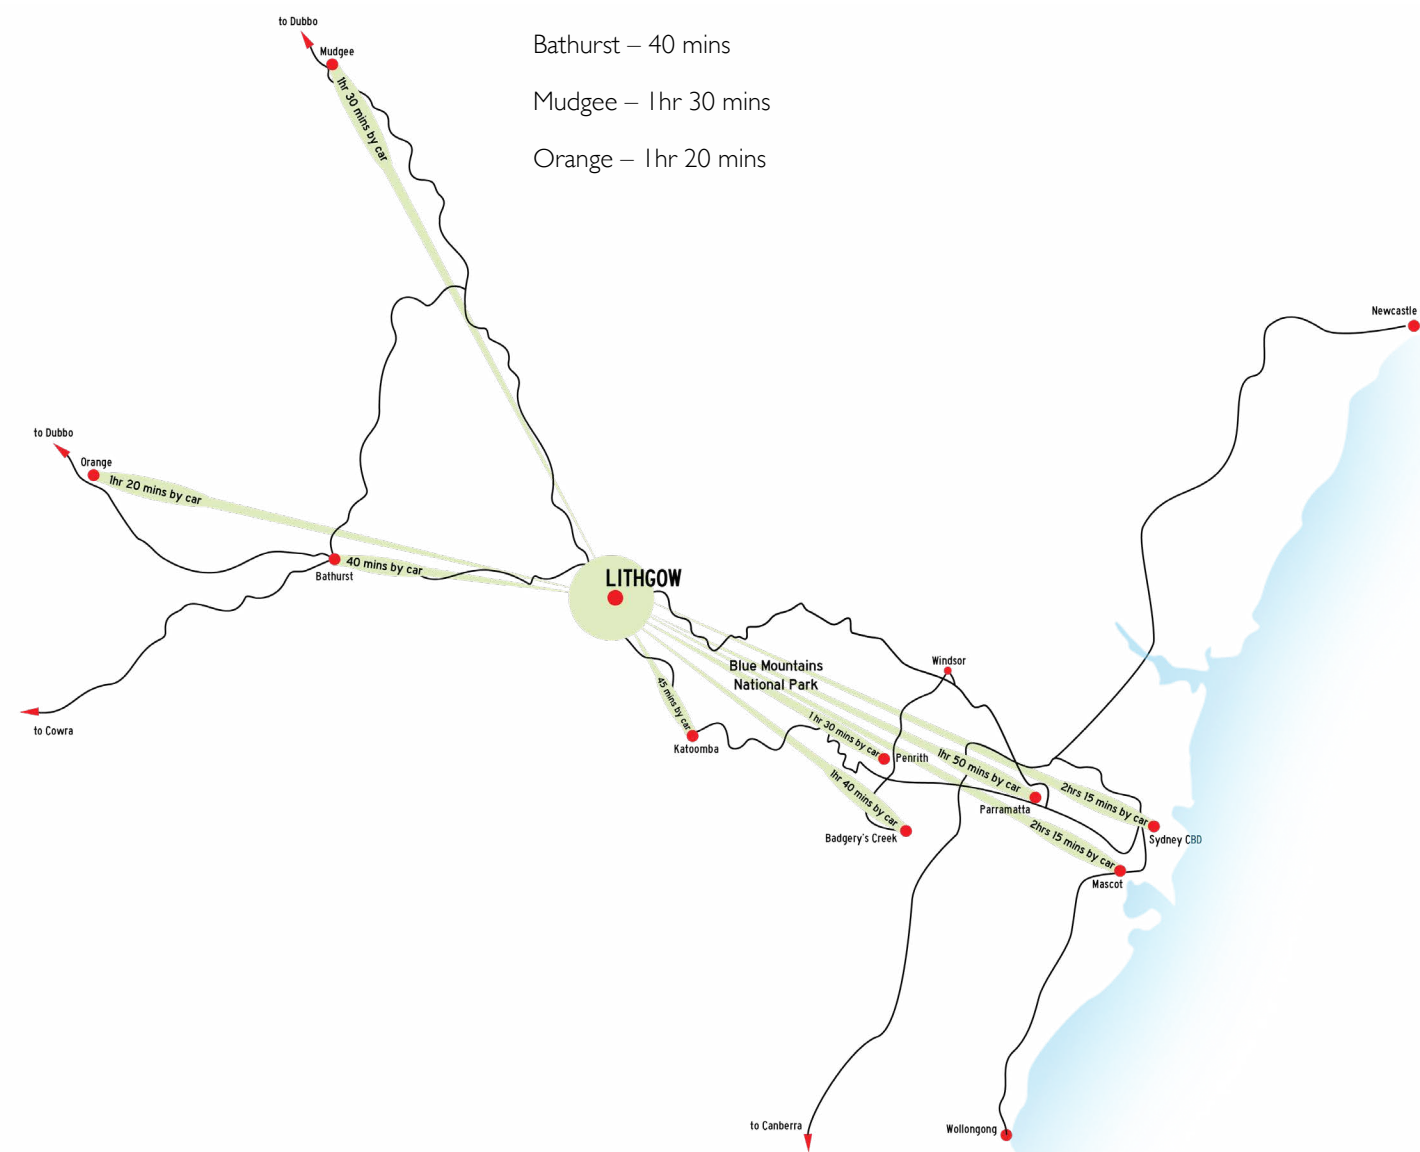 to Dubbo
Mudgee
1hr 30 mins by car
Bathurst – 40 mins
Mudgee – 1hr 30 mins
Orange – 1hr 20 mins
Newcastle
to Dubbo
Orange
1hr 20 mins by car
Bathurst
40 mins by car
LITHGOW
to Cowra
Blue Mountains
National Park
Windsor
45 mins by car
Katoomba
1 hr 30 mins by car
Penrith
1hr 50 mins by car
Parramatta
1hr 40 mins by car
Badgery's Creek
2hrs 15 mins by car
Sydney CBD
2hrs 15 mins by car
Mascot
to Canberra
Wollongong